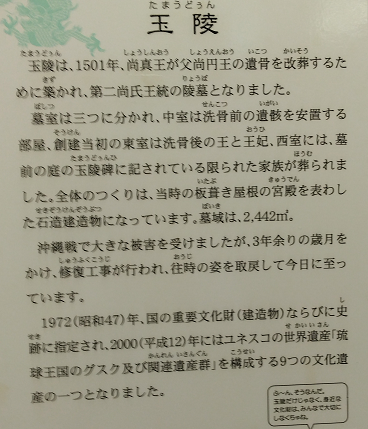 たまうどぅん
玉陵
玉陵は、1501年、尚真王が父尚円王の遺骨を改葬するた
めに築かれ、第二尚氏王統の陵墓となりました。
墓室は三つに分かれ、中室は洗骨前の遺骸を安置する
部屋、創建当初の東室は洗骨後の王と王妃、西室には、墓
前の庭の玉陵碑に記されている限られた家族が葬られま
した。全体のつくりは、当時の板葺き屋根の宮殿を表わし
た石造建造物になっています。墓域は、2,442㎡。
沖縄戦で大きな被害を受けましたが、3年余りの歳月を
かけ、修復工事が行われ、往時の姿を取戻して今日に至っ
ています。
1972(昭和47)年、国の重要文化財(建造物)ならびに史
跡に指定され、2000(平成12)年にはユネスコの世界遺産「琉
球王国のグスク及び関連遺産群」を構成する9つの文化遺
産の一つとなりました。
ふ〜ん、そうなんだ。
玉陵だけじゃなく、身近な
文化財は、みんなで大切に
しなくちゃね。